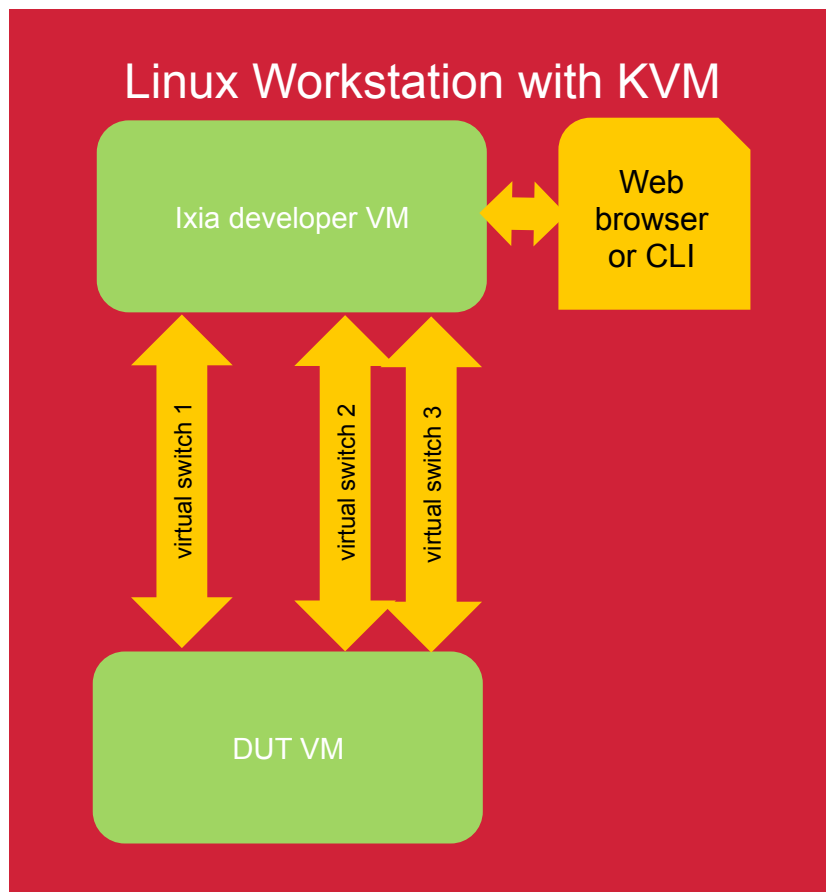 Linux Workstation with KVM
Ixia developer VM
Web
browser
or CLI
virtual switch 1
virtual switch 2
virtual switch 3
DUT VM